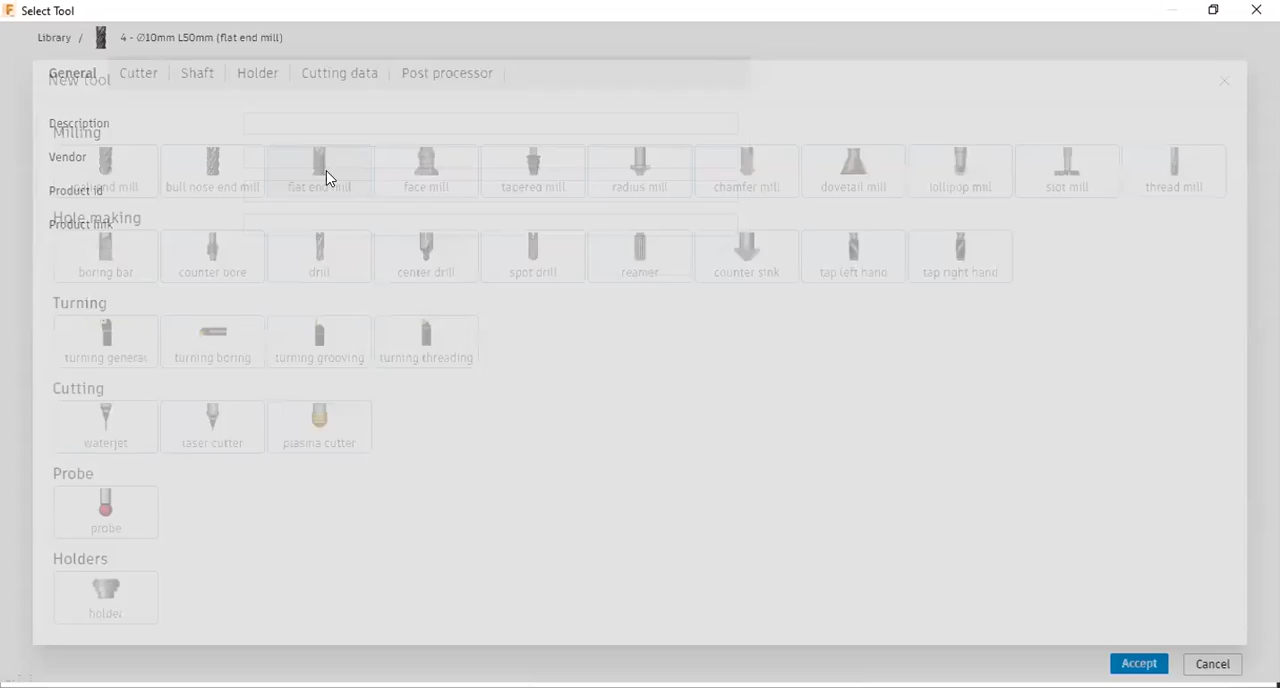 Select Tool
Library / 4 - Ø10mm L50mm (flat end mill)
General Cutter Shaft Holder Cutting data Post processor
New tool
Description
Milling
Vendor
ball end mill bull nose end mill flat end mill face mill tapered mill radius mill chamfer mill dovetail mill lollipop mill slot mill thread mill
Product id
Hole making
Product link
boring bar counter bore drill center drill spot drill reamer counter sink tap left hand tap right hand
Turning
turning general turning boring turning grooving turning threading
Cutting
waterjet laser cutter plasma cutter
Probe
probe
Holders
holder
Accept Cancel